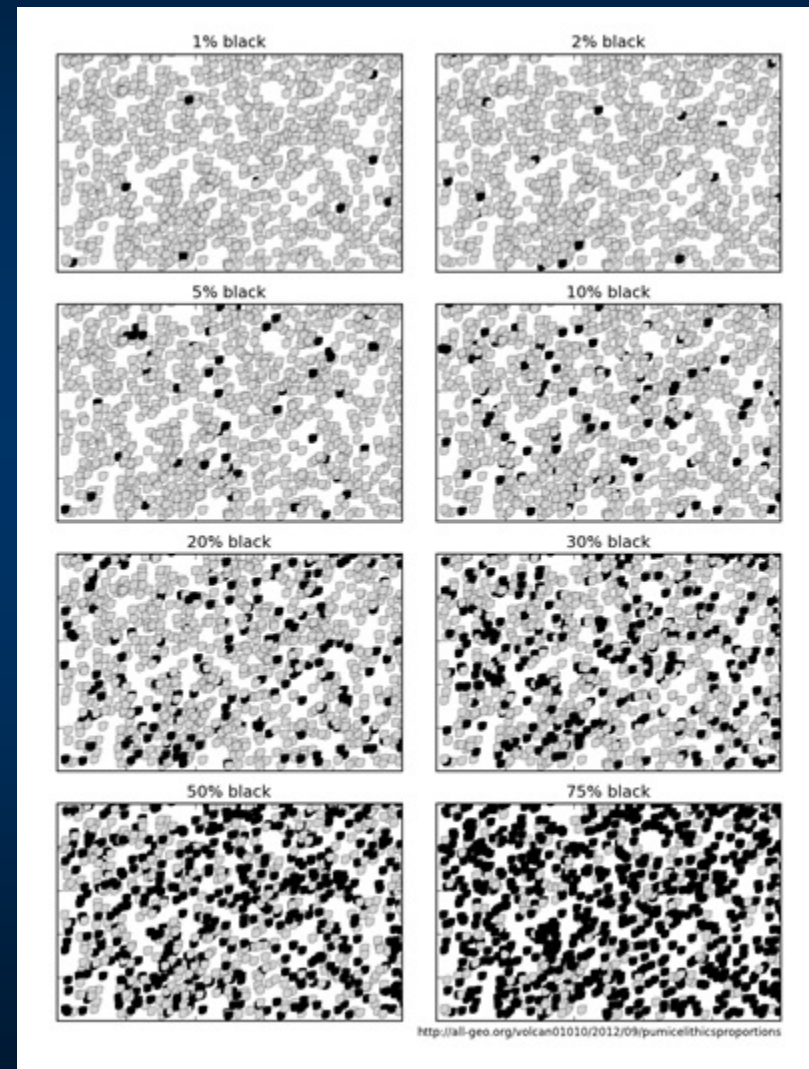 1% black
2% black
5% black
10% black
20% black
30% black
50% black
75% black
http://all-geo.org/volcan01010/2012/09/pumicelithicsproportions